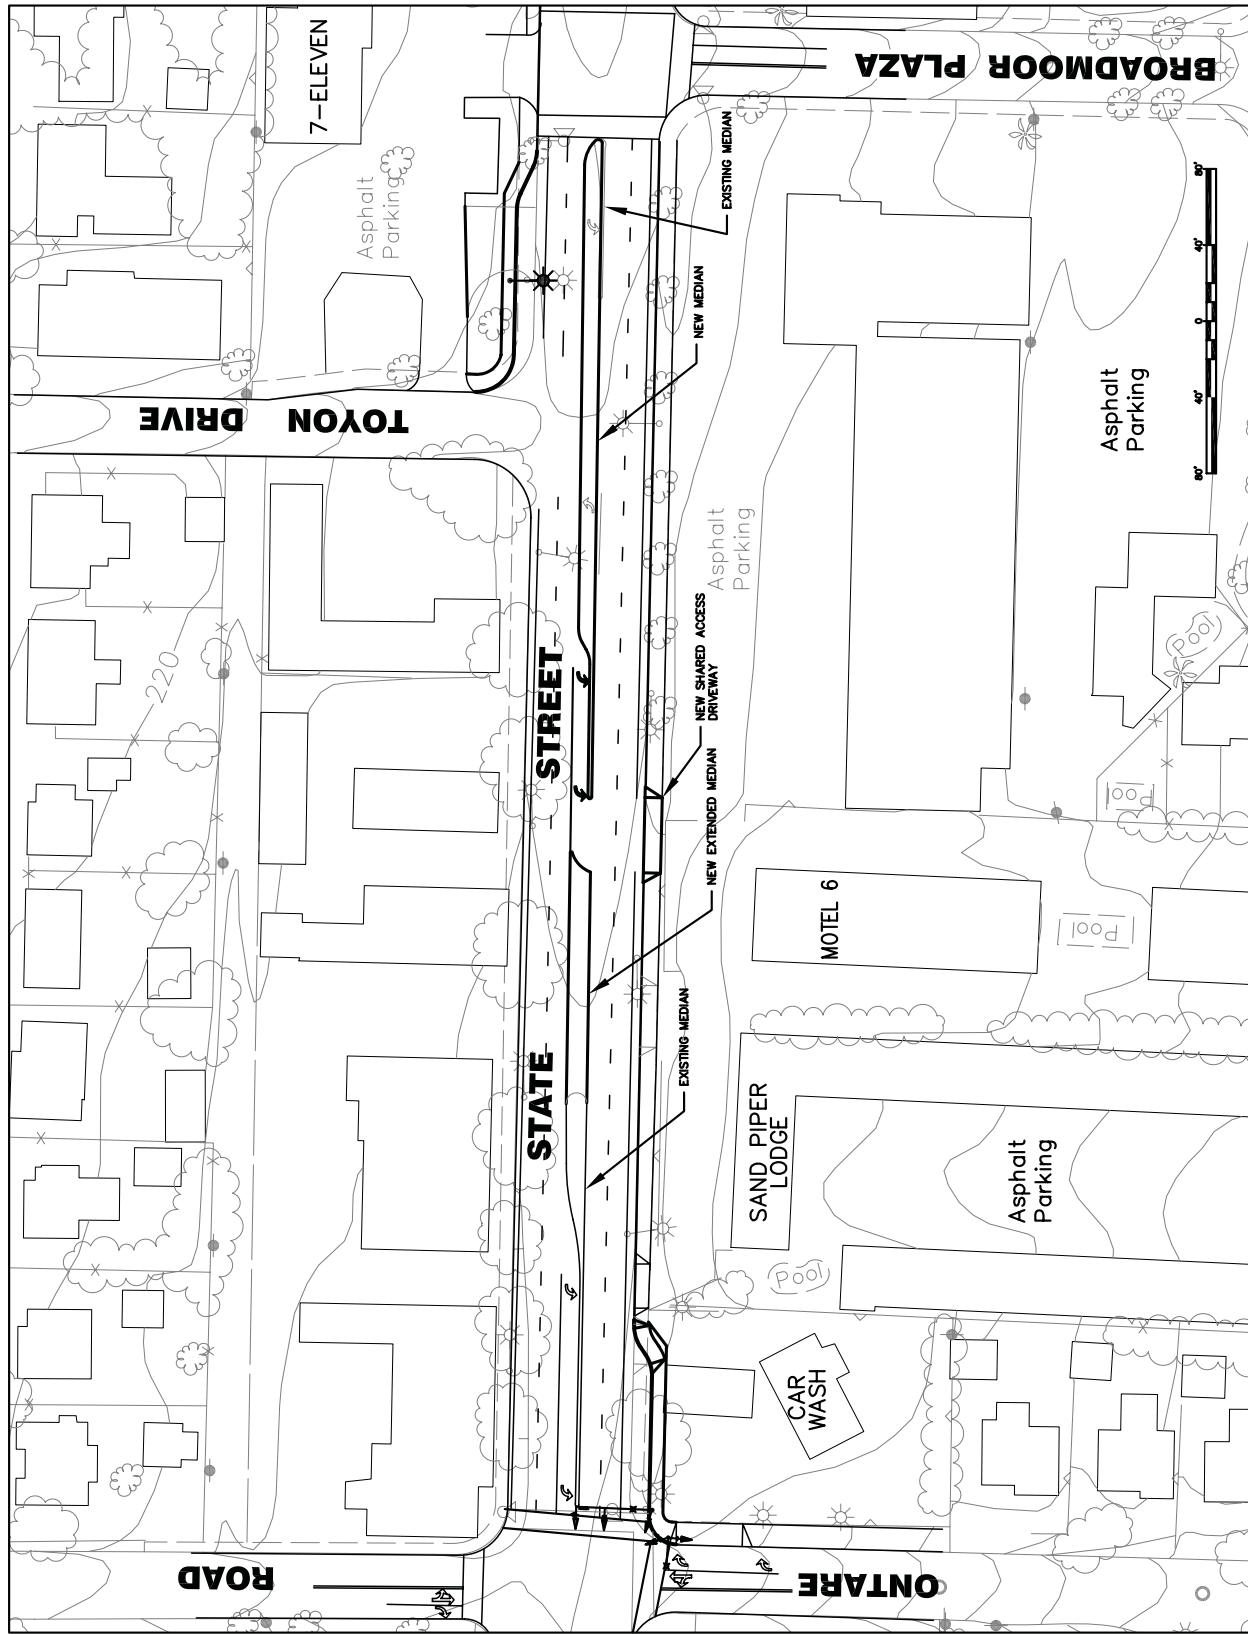 BROADMOOR PLAZA
7-ELEVEN
Asphalt
Parking
EXISTING MEDIAN
NEW MEDIAN
80'
40'
0
40'
80'
Asphalt
Parking
TOYON DRIVE
Asphalt
Parking
220
STREET
NEW SHARED ACCESS
DRIVEWAY
NEW EXTENDED MEDIAN
Pool
Pool
MOTEL 6
Pool
EXISTING MEDIAN
STATE
SAND PIPER
LODGE
Asphalt
Parking
Pool
CAR
WASH
ONTARE
ROAD